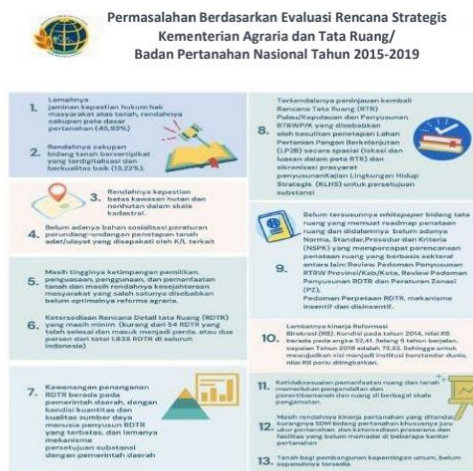 Permasalahan Berdasarkan Evaluasi Rencana Strategis
Kementerian Agraria dan Tata Ruang/
Badan Pertanahan Nasional Tahun 2015-2019
1. Lemahnya
jaminan kepastian hukum hak
masyarakat atas tanah, rendahnya
cakupan peta dasar
pertanahan (45,93%)
2. Rendahnya cakupan
bidang tanah bersertipikat
yang terdigitalisasi dan
berkualitas baik (13,22%).
3. Rendahnya kepastian
batas kawasan hutan dan
nonhutan dalam skala
kadastral.
4. Belum adanya bahan sosialisasi peraturan
perundang-undangan penetapan tanah
adat/ulayat yang disepakati oleh K/L terkait
5. Masih tingginya ketimpangan pemilikan,
penguasaan, penggunaan, dan pemanfaatan
tanah dan masih rendahnya kesejahteraan
masyarakat yang salah satunya disebabkan
belum optimalnya reforma agraria.
6. Ketersediaan Rencana Detail tata Ruang (RDTR)
yang masih minim (kurang dari 54 RDTR yang
telah selesai dan masuk menjadi perda, atau dua
persen dari total 1.838 RDTR di seluruh
Indonesia)
7. Kewenangan penanganan
RDTR berada pada
pemerintah daerah, dengan
kondisi kuantitas dan
kualitas sumber daya
manusia penyusun RDTR
yang terbatas, dan lamanya
mekanisme
persetujuan substansi
dengan pemerintah daerah
8. Terkendalanya peninjauan kembali
Rencana Tata Ruang (RTR)
Pulau/Kepulauan dan Penyusunan
RTRWP/K yang disebabkan
oleh kesulitan penetapan Lahan
Pertanian Pangan Berkelanjutan
(LP2B) secara spasial (lokasi dan
luasan dalam peta RTR) dan
sikronisasi prasyarat
penyusunanKajian Lingkungan Hidup
Strategis (KLHS) untuk persetujuan
substansi
9. Belum tersusunnya whitepaper bidang tata
ruang yang memuat roadmap penataan
ruang dan didalamnya belum adanya
Norma, Standar,Prosedur dan Kriteria
(NSPK) yang mempercepat perencanaan
penataan ruang yang berbasis sectoral
antara lain: Review Pedoman Penyusunan
RTRW Provinsi/Kab/Kota, Review Pedoman
Penyusunan RDTR dan Peraturan Zonasi
(PZ),
Pedoman Perpetaan RDTR, mekanisme
insentif dan disinsentif.
10. Lambatnya kinerja Reformasi
Birokrasi (RB). Kondisi pada tahun 2014, nilai RB
berada pada angka 52,41. Selang 5 tahun berjalan,
capaian Tahun 2019 adalah 73,32. Sehingga untuk
mewujudkan visi menjadi institusi berstandar dunia,
nilai RB perlu ditingkatkan.
11. Ketidaksesuaian pemanfaatan ruang dan tanah
memerlukan pengendalian dan
penertibantanah dan ruang di berbagai skala
pengamatan.
12. Masih rendahnya kinerja pertanahan yang ditandai
kurangnya SDM bidang pertanahan khususnya juru
ukur pertanahan dan ketersediaan prasarana dan
fasilitas yang belum memadai di beberapa kantor
pertanahan
13. Tanah bagi pembangunan kepentingan umum, belum
sepenuhnya tersedia